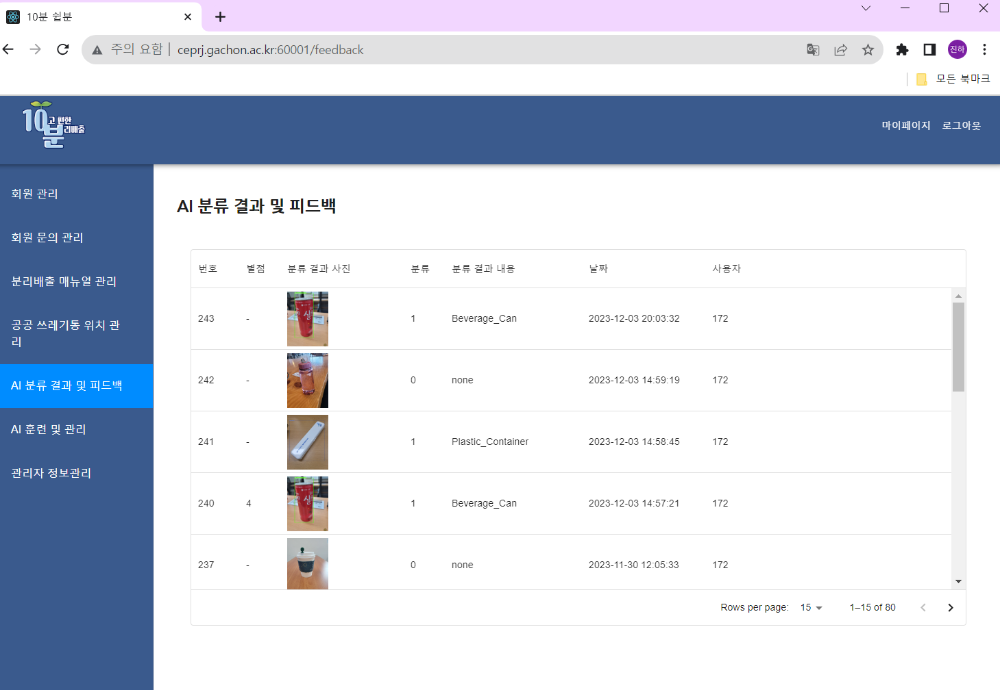 10분 쉽분
주의 요함 ceprj.gachon.ac.kr:60001/feedback
진하
모든 북마크
10고 편한
분리배출
마이페이지 로그아웃
회원 관리
회원 문의 관리
분리배출 매뉴얼 관리
공공 쓰레기통 위치 관
리
AI 분류 결과 및 피드백
AI 훈련 및 관리
관리자 정보관리
AI 분류 결과 및 피드백
번호 별점 분류 결과 사진 분류 분류 결과 내용 날짜 사용자
243 - 1 Beverage_Can 2023-12-03 20:03:32 172
242 - 0 none 2023-12-03 14:59:19 172
241 - 1 Plastic_Container 2023-12-03 14:58:45 172
240 4 1 Beverage_Can 2023-12-03 14:57:21 172
237 - 0 none 2023-11-30 12:05:33 172
Rows per page: 15 1–15 of 80